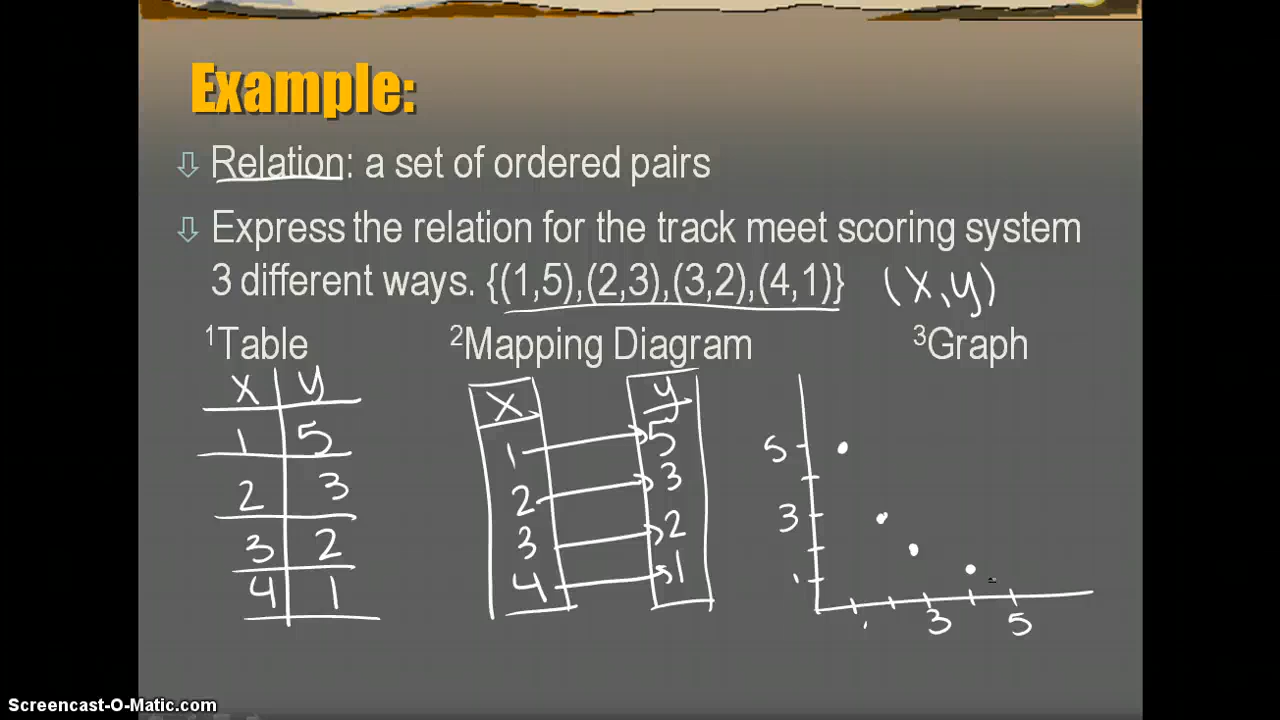 Example:
Relation: a set of ordered pairs
Express the relation for the track meet scoring system
3 different ways. {(1,5),(2,3),(3,2),(4,1)} (x,y)
1Table 2Mapping Diagram 3Graph
x y
1 5
2 3
3 2
4 1
x y
1 5
2 3
3 2
4 1
5
3
1
3 5
Screencast-O-Matic.com